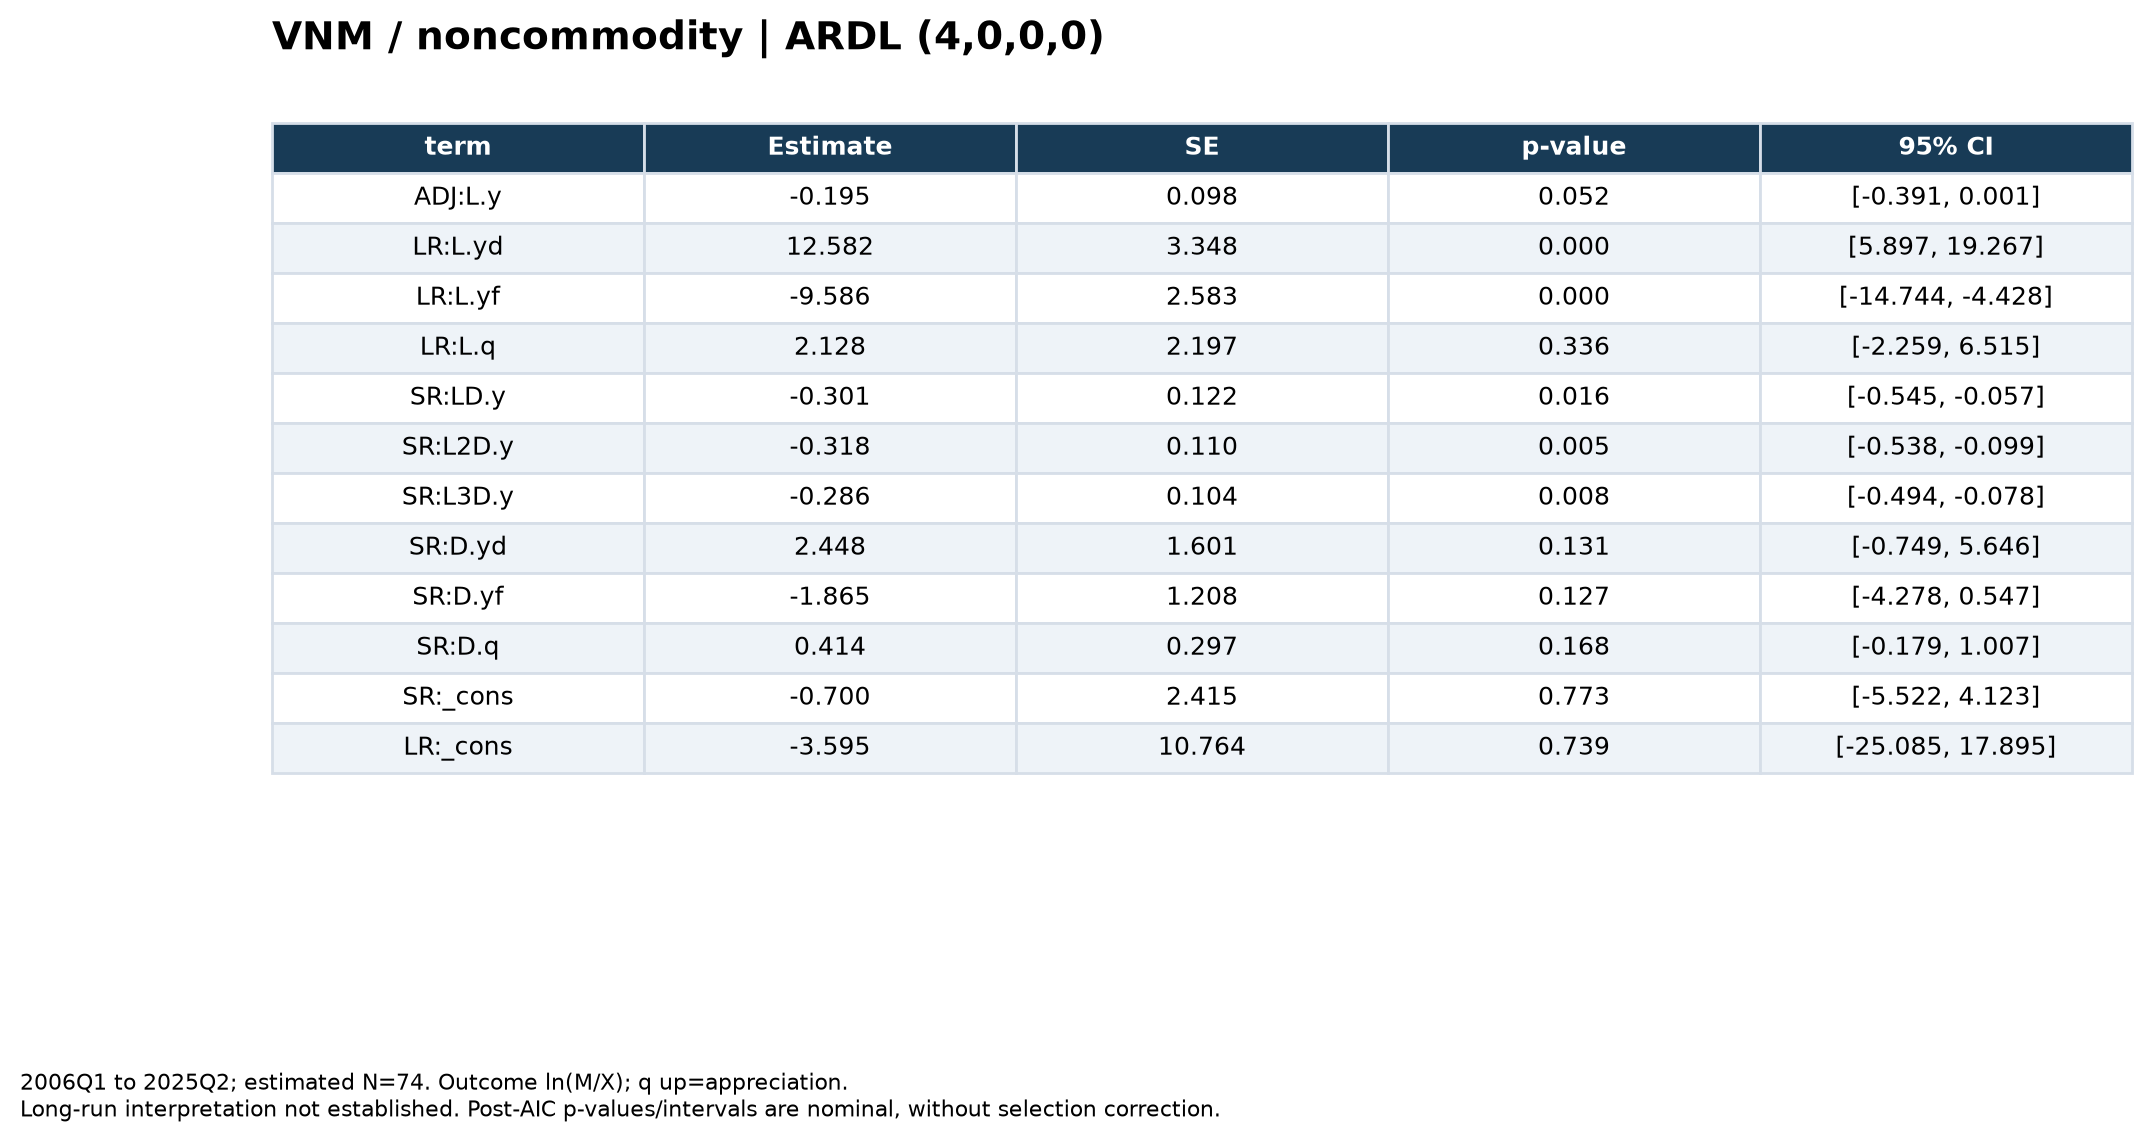 VNM / noncommodity | ARDL (4,0,0,0)
term Estimate SE p-value 95% CI
ADJ:L.y -0.195 0.098 0.052 [-0.391, 0.001]
LR:L.yd 12.582 3.348 0.000 [5.897, 19.267]
LR:L.yf -9.586 2.583 0.000 [-14.744, -4.428]
LR:L.q 2.128 2.197 0.336 [-2.259, 6.515]
SR:LD.y -0.301 0.122 0.016 [-0.545, -0.057]
SR:L2D.y -0.318 0.110 0.005 [-0.538, -0.099]
SR:L3D.y -0.286 0.104 0.008 [-0.494, -0.078]
SR:D.yd 2.448 1.601 0.131 [-0.749, 5.646]
SR:D.yf -1.865 1.208 0.127 [-4.278, 0.547]
SR:D.q 0.414 0.297 0.168 [-0.179, 1.007]
SR:_cons -0.700 2.415 0.773 [-5.522, 4.123]
LR:_cons -3.595 10.764 0.739 [-25.085, 17.895]
2006Q1 to 2025Q2; estimated N=74. Outcome ln(M/X); q up=appreciation.
Long-run interpretation not established. Post-AIC p-values/intervals are nominal, without selection correction.